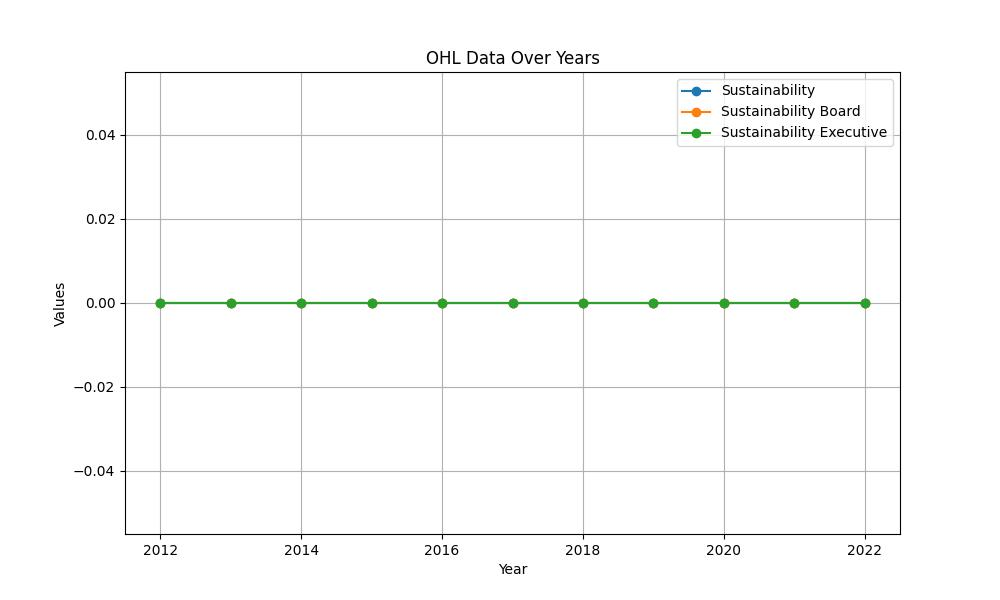 OHL Data Over Years
Sustainability
Sustainability Board
Sustainability Executive
0.04
0.02
0.00
−0.02
−0.04
Values
2012 2014 2016 2018 2020 2022
Year